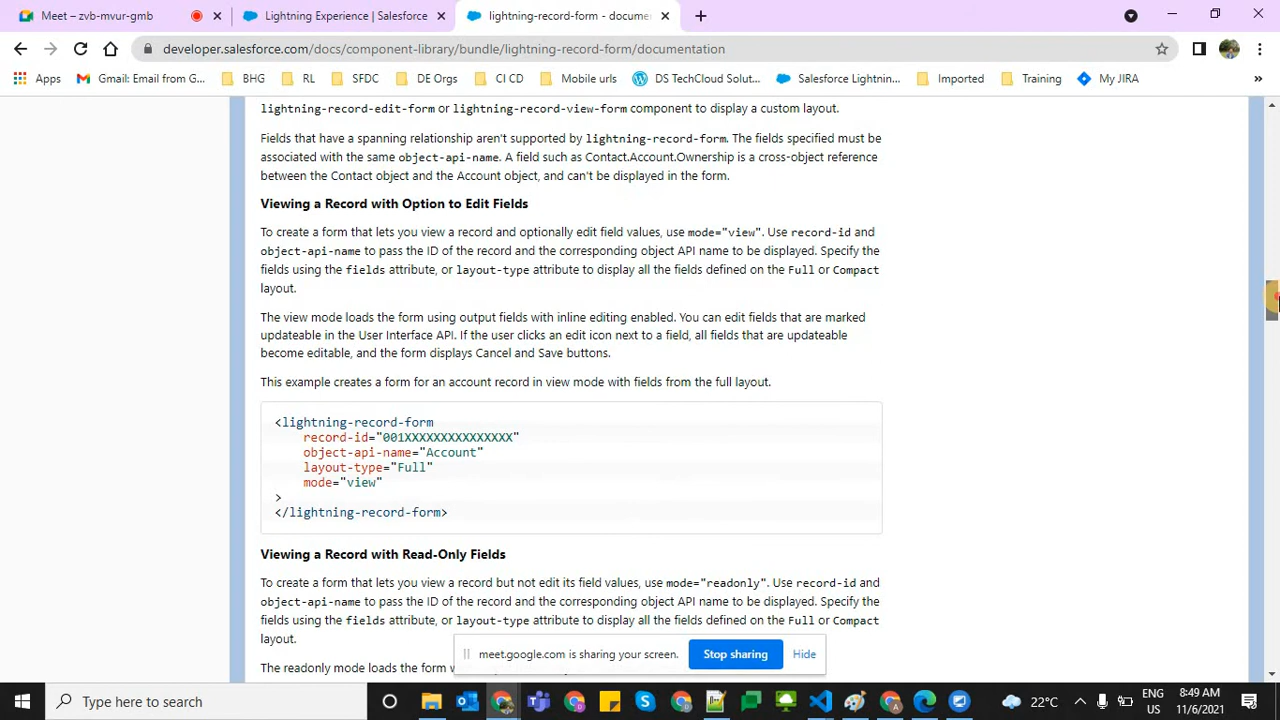 Meet – zvb-mvur-gmb
Lightning Experience | Salesforce
lightning-record-form - docume
developer.salesforce.com/docs/component-library/bundle/lightning-record-form/documentation
Apps
Gmail: Email from G...
BHG
RL
SFDC
DE Orgs
CI CD
Mobile urls
DS TechCloud Solut...
Salesforce Lightnin...
Imported
Training
My JIRA
»
lightning-record-edit-form or lightning-record-view-form component to display a custom layout.
Fields that have a spanning relationship aren't supported by lightning-record-form. The fields specified must be
associated with the same object-api-name. A field such as Contact.Account.Ownership is a cross-object reference
between the Contact object and the Account object, and can't be displayed in the form.
Viewing a Record with Option to Edit Fields
To create a form that lets you view a record and optionally edit field values, use mode="view". Use record-id and
object-api-name to pass the ID of the record and the corresponding object API name to be displayed. Specify the
fields using the fields attribute, or layout-type attribute to display all the fields defined on the Full or Compact
layout.
The view mode loads the form using output fields with inline editing enabled. You can edit fields that are marked
updateable in the User Interface API. If the user clicks an edit icon next to a field, all fields that are updateable
become editable, and the form displays Cancel and Save buttons.
This example creates a form for an account record in view mode with fields from the full layout.
<lightning-record-form
record-id="001XXXXXXXXXXXXXXX"
object-api-name="Account"
layout-type="Full"
mode="view"
>
</lightning-record-form>
Viewing a Record with Read-Only Fields
To create a form that lets you view a record but not edit its field values, use mode="readonly". Use record-id and
object-api-name to pass the ID of the record and the corresponding object API name to be displayed. Specify the
fields using the fields attribute, or layout-type attribute to display all the fields defined on the Full or Compact
layout.
The readonly mode loads the form
meet.google.com is sharing your screen.
Stop sharing
Hide
Type here to search
22°C
ENG
US
8:49 AM
11/6/2021